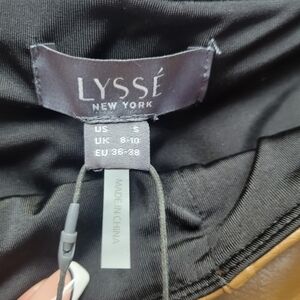 LYSSÉ
NEW YORK
US S
UK 8-10
EU 36-38
MADE IN CHINA